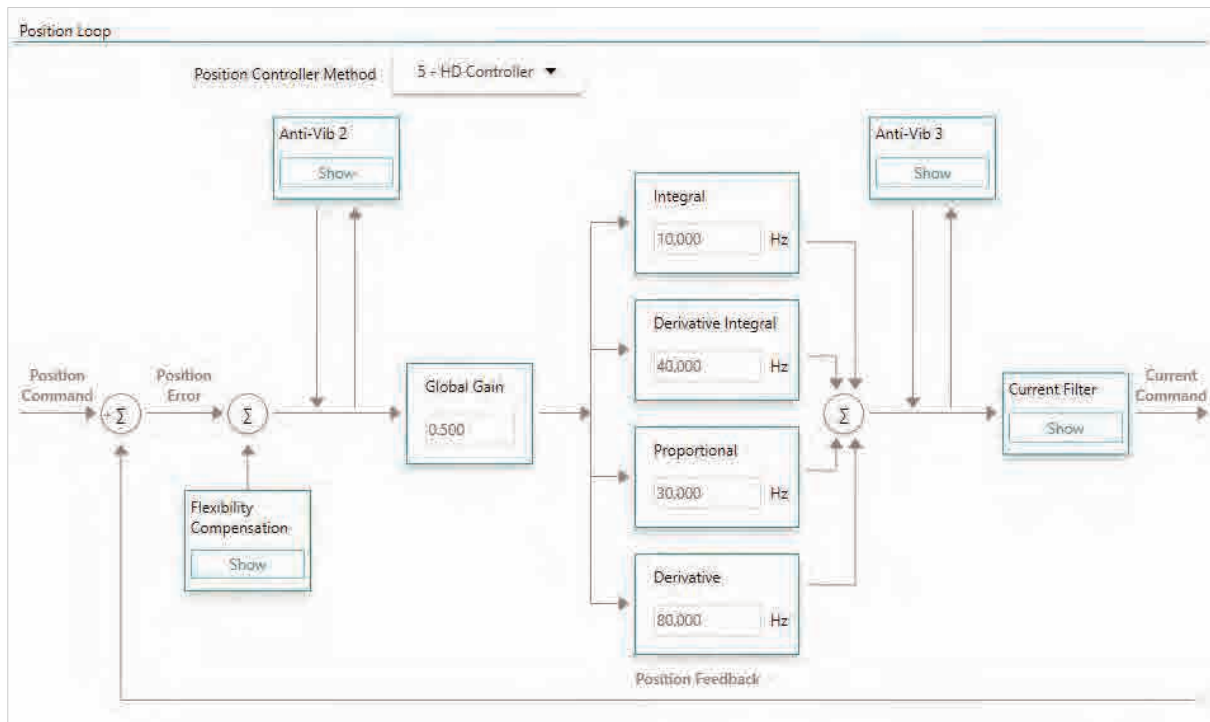 Position Loop
Position Controller Method
5 - HD Controller
Anti-Vib 2
Show
Anti-Vib 3
Show
Integral
10,000 Hz
Derivative Integral
40,000 Hz
Position
Command
Position
Error
Σ
Σ
Global Gain
0.500
Σ
Current Filter
Show
Current
Command
Proportional
30,000 Hz
Flexibility
Compensation
Show
Derivative
80,000 Hz
Position Feedback